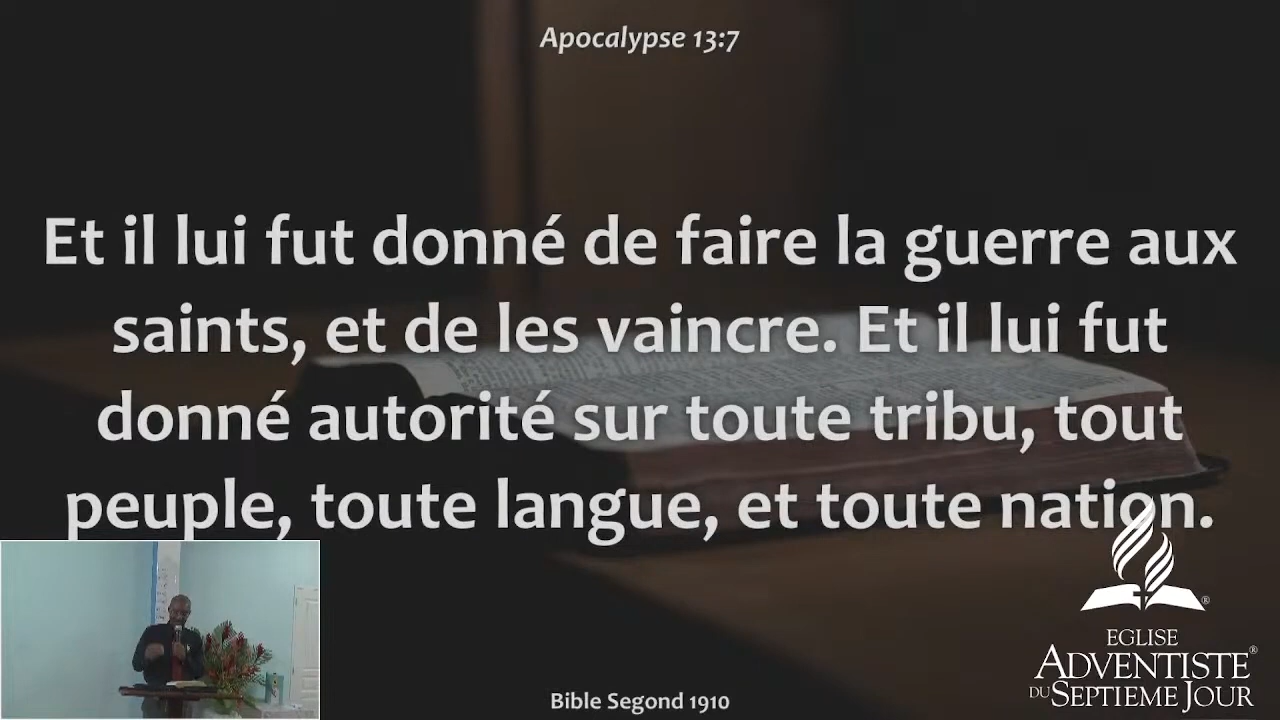 Apocalypse 13:7
Et il lui fut donné de faire la guerre aux
saints, et de les vaincre. Et il lui fut
donné autorité sur toute tribu, tout
peuple, toute langue, et toute nation.
®
EGLISE
ADVENTISTE®
DU SEPTIEME JOUR
Bible Segond 1910